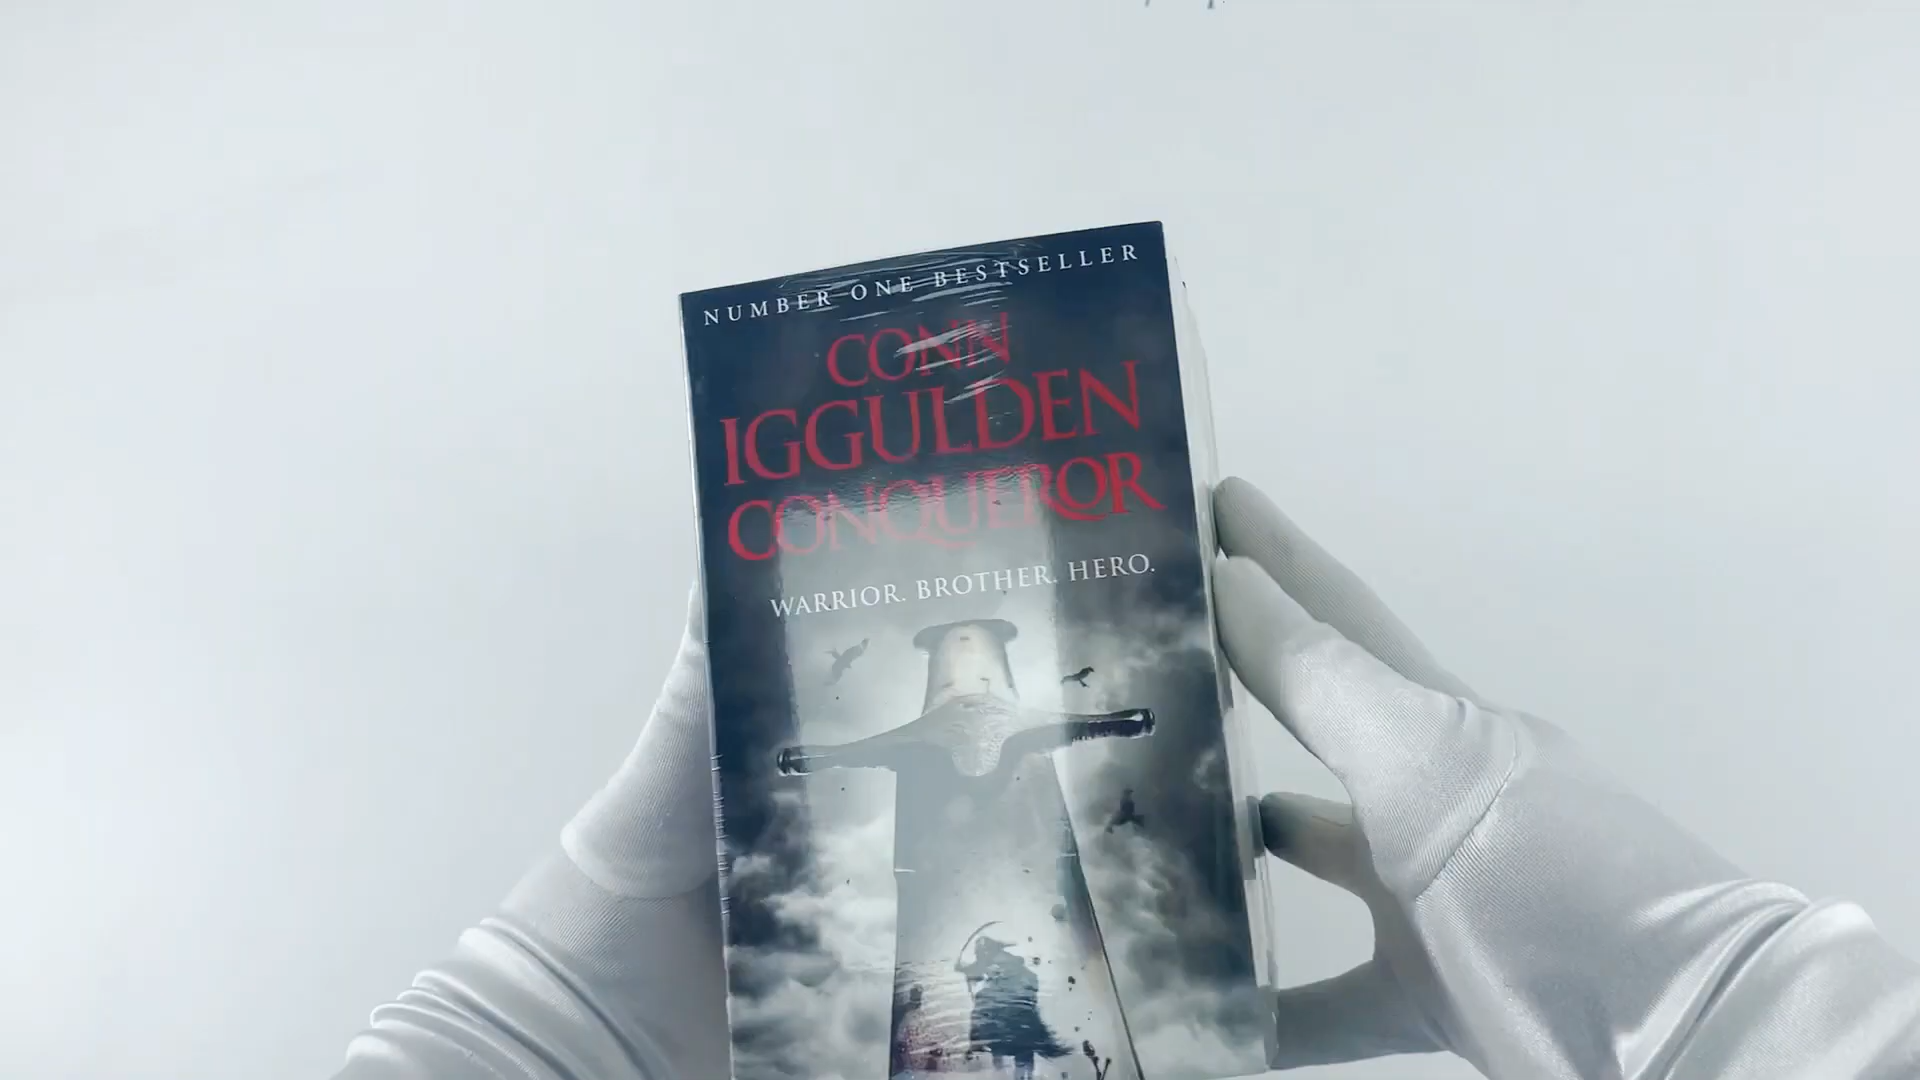 NUMBER ONE BESTSELLER
CONN
IGGULDEN
CONQUEROR
WARRIOR. BROTHER. HERO.